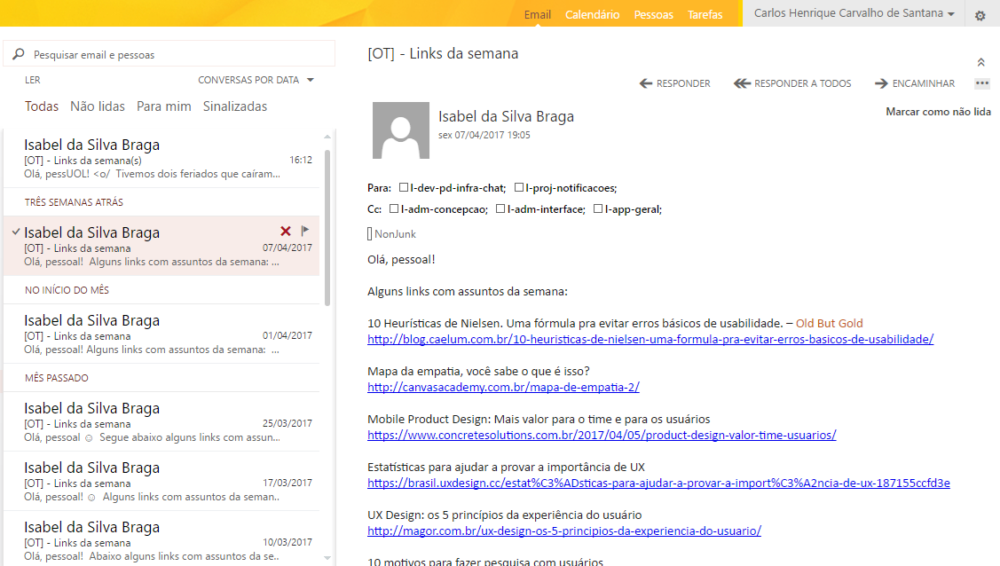 Email Calendário Pessoas Tarefas
Carlos Henrique Carvalho de Santana
Pesquisar email e pessoas
LER CONVERSAS POR DATA
Todas Não lidas Para mim Sinalizadas
Isabel da Silva Braga
[OT] - Links da semana(s) 16:12
Olá, pessUOL! <o/ Tivemos dois feriados que caíram...
TRÊS SEMANAS ATRÁS
Isabel da Silva Braga
[OT] - Links da semana 07/04/2017
Olá, pessoal! Alguns links com assuntos da semana: ...
NO INÍCIO DO MÊS
Isabel da Silva Braga
[OT] - Links da semana 01/04/2017
Olá, pessoal! Alguns links com assuntos da semana: ...
MÊS PASSADO
Isabel da Silva Braga
[OT] - Links da semana 25/03/2017
Olá, pessoal ☺ Segue abaixo alguns links com assun...
Isabel da Silva Braga
[OT] - Links da semana 17/03/2017
Olá, pessoal! ☺ Alguns links com assuntos da seman..
Isabel da Silva Braga
[OT] - Links da semana 10/03/2017
Olá, pessoal! Abaixo alguns links com assuntos da se..
[OT] - Links da semana
RESPONDER RESPONDER A TODOS ENCAMINHAR
Marcar como não lida
Isabel da Silva Braga
sex 07/04/2017 19:05
Para: l-dev-pd-infra-chat; l-proj-notificacoes;
Cc: l-adm-concepcao; l-adm-interface; l-app-geral;
NonJunk
Olá, pessoal!
Alguns links com assuntos da semana:
10 Heurísticas de Nielsen. Uma fórmula pra evitar erros básicos de usabilidade. – Old But Gold
http://blog.caelum.com.br/10-heuristicas-de-nielsen-uma-formula-pra-evitar-erros-basicos-de-usabilidade/
Mapa da empatia, você sabe o que é isso?
http://canvasacademy.com.br/mapa-de-empatia-2/
Mobile Product Design: Mais valor para o time e para os usuários
https://www.concretesolutions.com.br/2017/04/05/product-design-valor-time-usuarios/
Estatísticas para ajudar a provar a importância de UX
https://brasil.uxdesign.cc/estat%C3%ADsticas-para-ajudar-a-provar-a-import%C3%A2ncia-de-ux-187155ccfd3e
UX Design: os 5 princípios da experiência do usuário
http://magor.com.br/ux-design-os-5-principios-da-experiencia-do-usuario/
10 motivos para fazer pesquisa com usuários